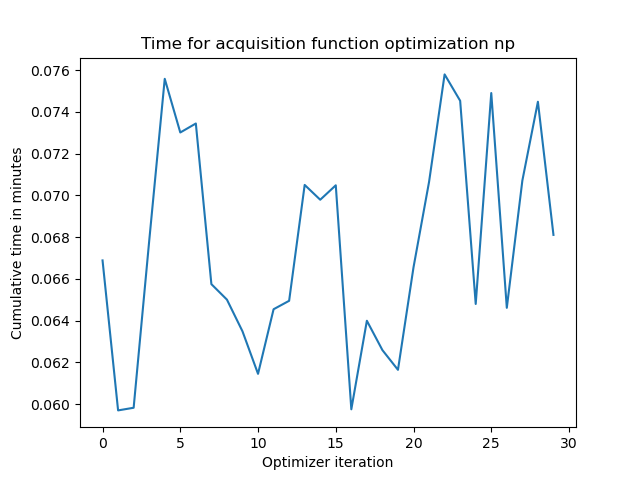 Time for acquisition function optimization np
0.076
0.074
0.072
0.070
0.068
0.066
0.064
0.062
0.060
Cumulative time in minutes
0 5 10 15 20 25 30
Optimizer iteration